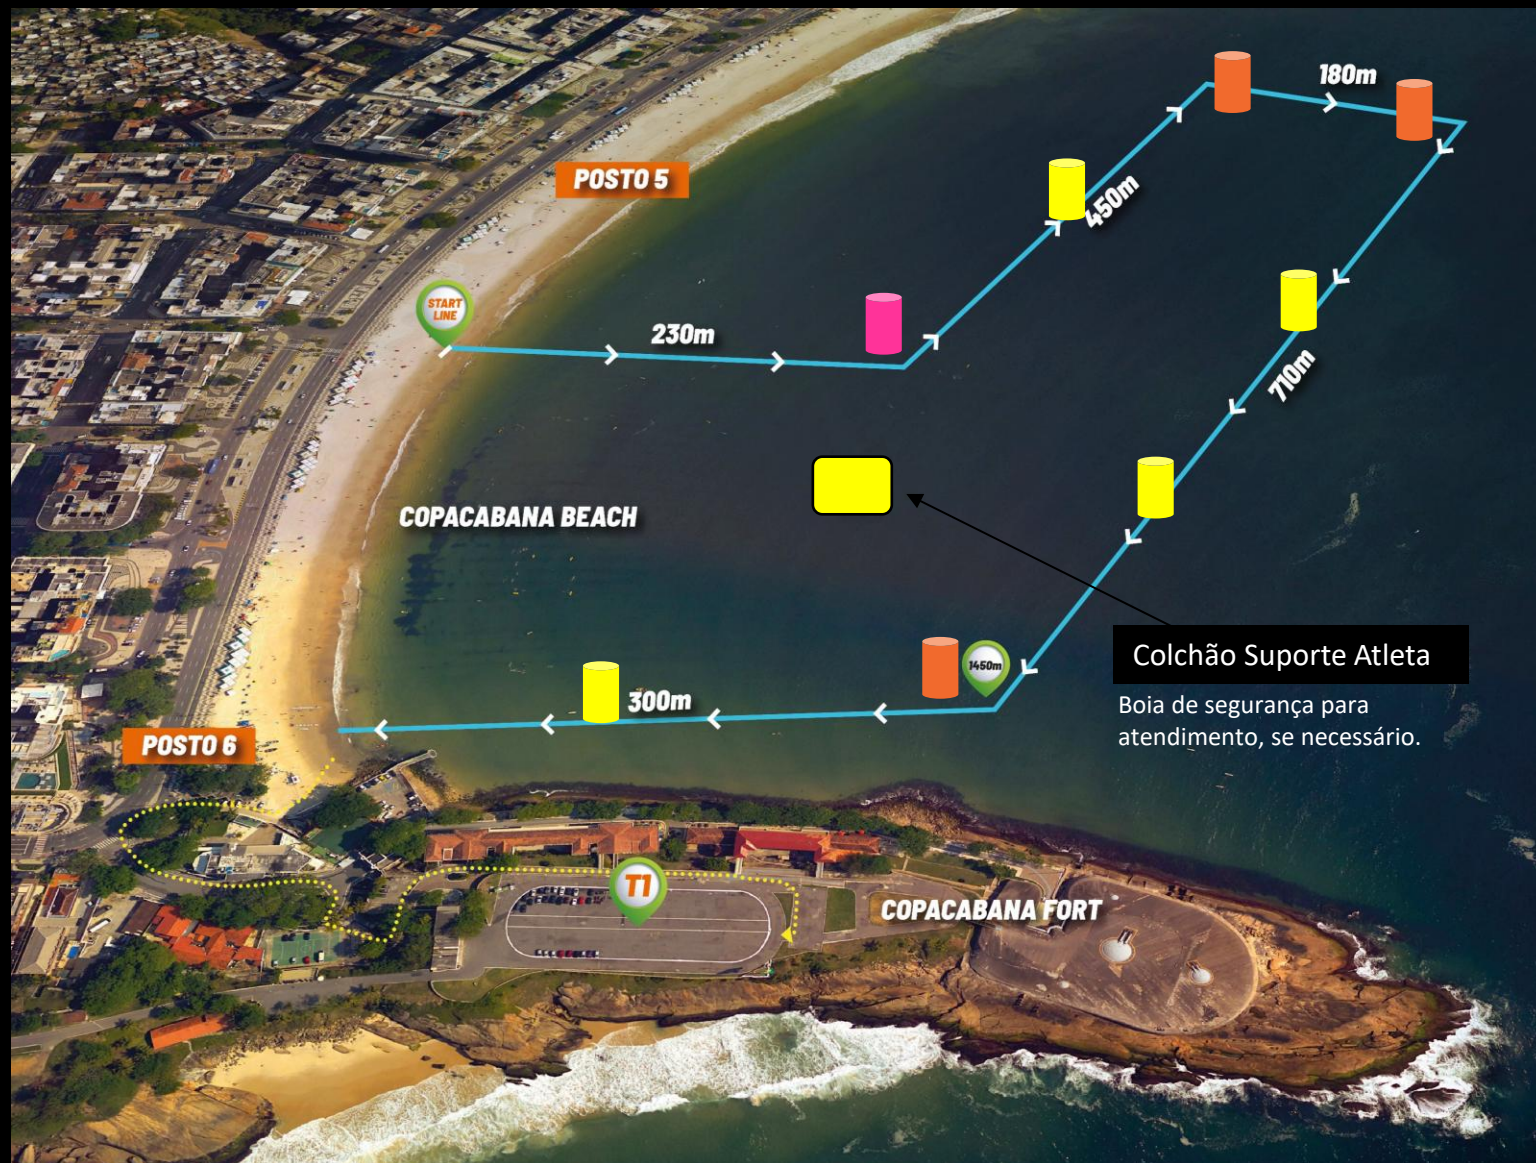 180m
POSTO 5
450m
START
LINE
230m
710m
COPACABANA BEACH
Colchão Suporte Atleta
1450m
300m
Boia de segurança para
atendimento, se necessário.
POSTO 6
T1
COPACABANA FORT